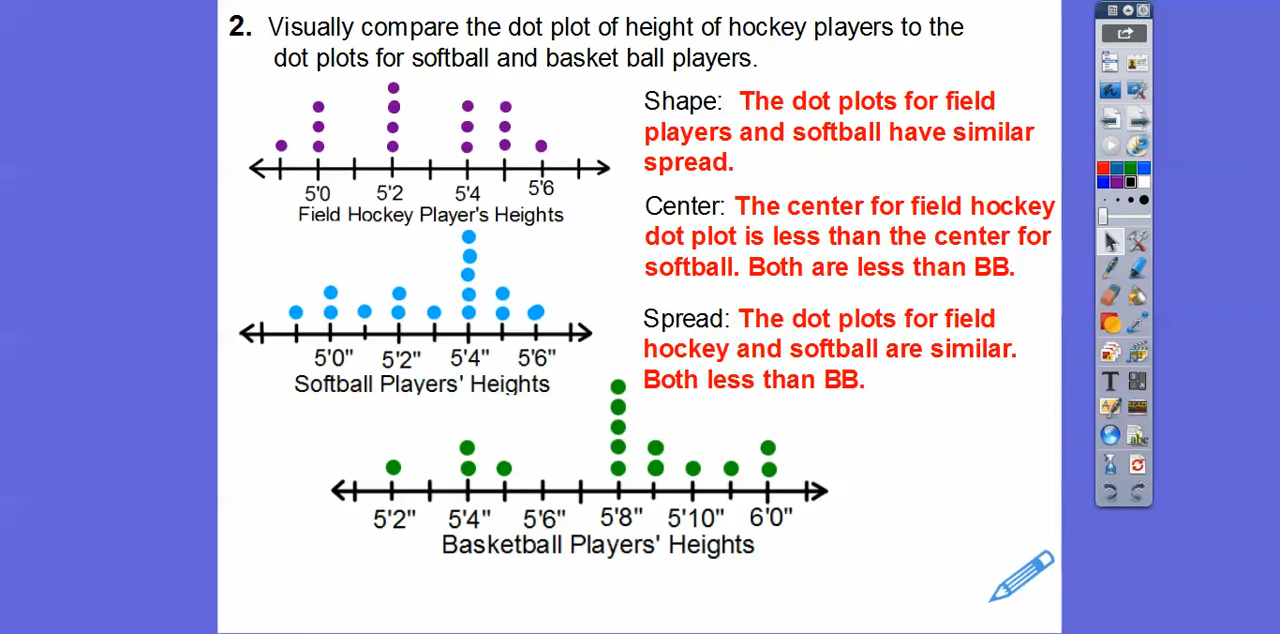 2. Visually compare the dot plot of height of hockey players to the
dot plots for softball and basket ball players.
Shape: The dot plots for field
players and softball have similar
spread.
5'0 5'2 5'4 5'6
Field Hockey Player's Heights
Center: The center for field hockey
dot plot is less than the center for
softball. Both are less than BB.
5'0" 5'2" 5'4" 5'6"
Softball Players' Heights
Spread: The dot plots for field
hockey and softball are similar.
Both less than BB.
5'2" 5'4" 5'6" 5'8" 5'10" 6'0"
Basketball Players' Heights